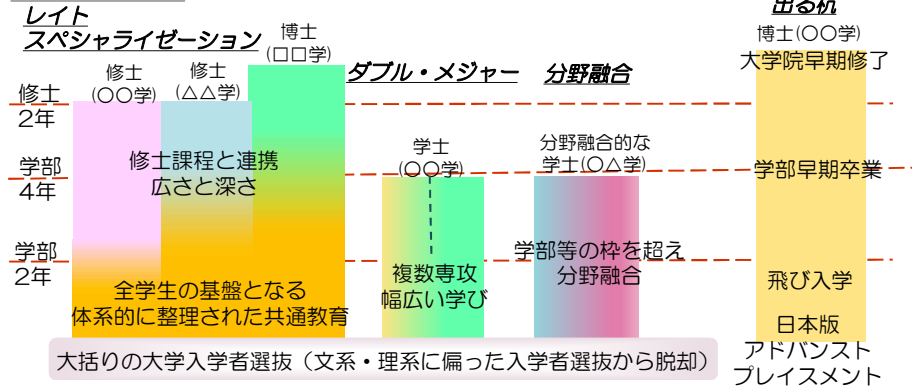 レイト
スペシャライゼーション
修士
(〇〇学)
修士
(△△学)
博士
(□□学)
ダブル・メジャー
分野融合
出る杭
博士(〇〇学)
大学院早期修了
修士
2年
学部
4年
学部
2年
修士課程と連携
広さと深さ
全学生の基盤となる
体系的に整理された共通教育
学士
(〇〇学)
複数専攻
幅広い学び
分野融合的な
学士(〇△学)
学部等の枠を超え
分野融合
学部早期卒業
飛び入学
日本版
アドバンスト
プレイスメント
大括りの大学入学者選抜（文系・理系に偏った入学者選抜から脱却）